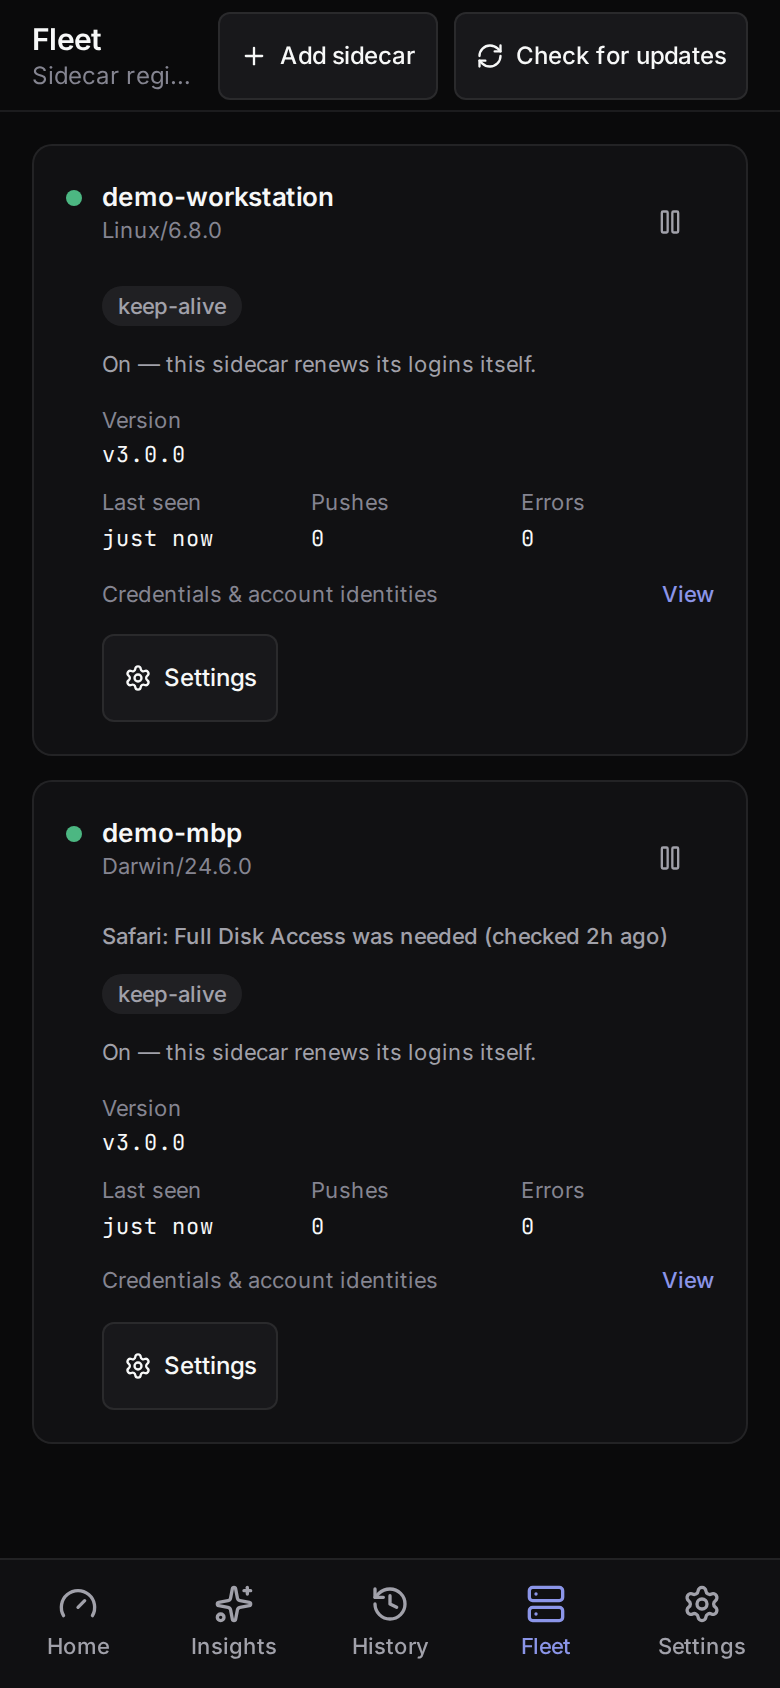 Fleet
Sidecar regi...
Add sidecar
Check for updates
demo-workstation
Linux/6.8.0
keep-alive
On — this sidecar renews its logins itself.
Version
v3.0.0
Last seen Pushes Errors
just now 0 0
Credentials & account identities View
Settings
demo-mbp
Darwin/24.6.0
Safari: Full Disk Access was needed (checked 2h ago)
keep-alive
On — this sidecar renews its logins itself.
Version
v3.0.0
Last seen Pushes Errors
just now 0 0
Credentials & account identities View
Settings
Home Insights History Fleet Settings